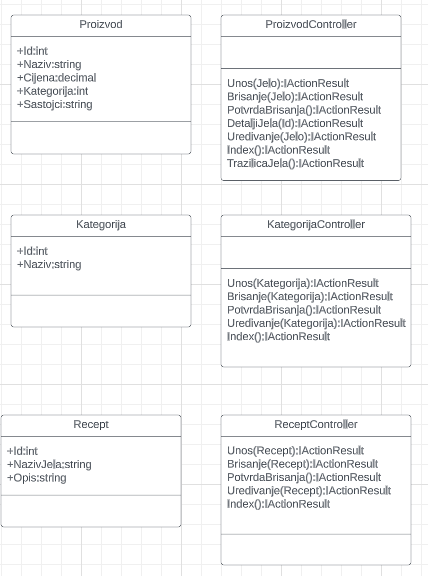 Proizvod
+Id:int
+Naziv:string
+Cijena:decimal
+Kategorija:int
+Sastojci:string
ProizvodController
Unos(Jelo):IActionResult
Brisanje(Jelo):IActionResult
PotvrdaBrisanja():IActionResult
DetaljiJela(Id):IActionResult
Uredivanje(Jelo):IActionResult
Index():IActionResult
TrazilicaJela():IActionResult
Kategorija
+Id:int
+Naziv:string
KategorijaController
Unos(Kategorija):IActionResult
Brisanje(Kategorija):IActionResult
PotvrdaBrisanja():IActionResult
Uredivanje(Kategorija):IActionResult
Index():IActionResult
Recept
+Id:int
+NazivJela:string
+Opis:string
ReceptController
Unos(Recept):IActionResult
Brisanje(Recept):IActionResult
PotvrdaBrisanja():IActionResult
Uredivanje(Recept):IActionResult
Index():IActionResult